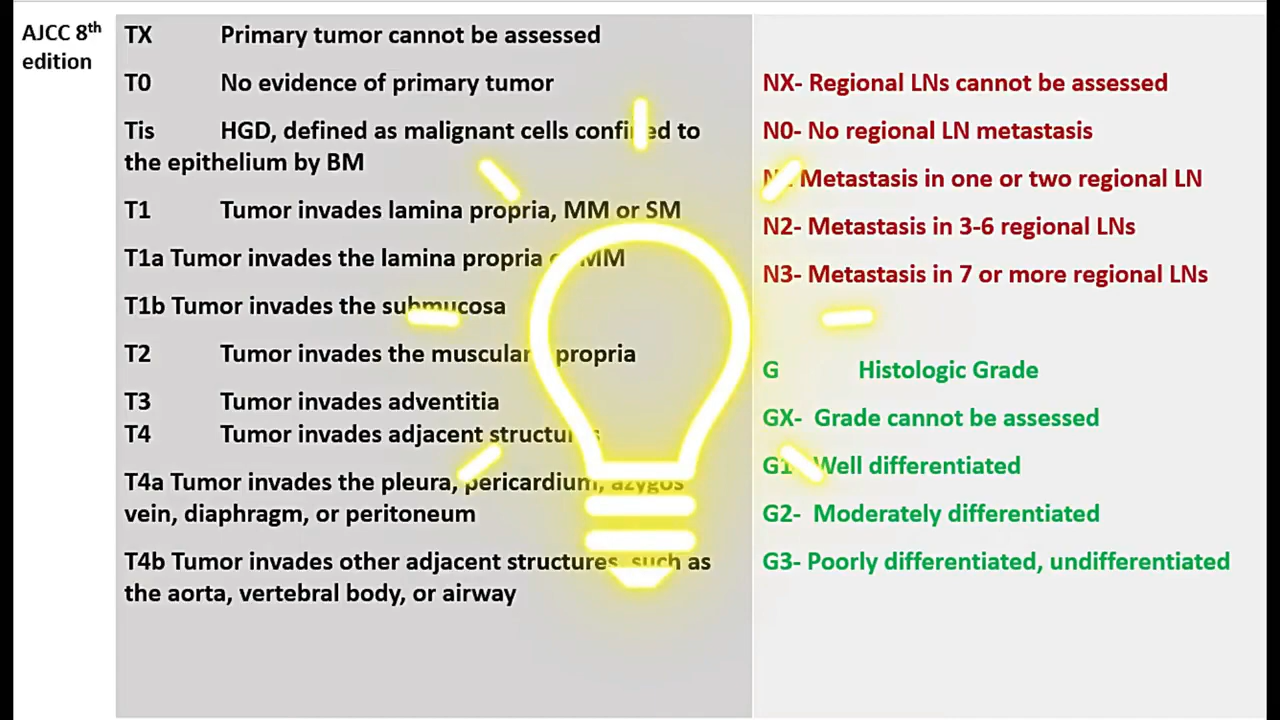 AJCC 8th
edition
TX Primary tumor cannot be assessed
T0 No evidence of primary tumor
Tis HGD, defined as malignant cells confined to
the epithelium by BM
T1 Tumor invades lamina propria, MM or SM
T1a Tumor invades the lamina propria MM
T1b Tumor invades the submucosa
T2 Tumor invades the muscularis propria
T3 Tumor invades adventitia
T4 Tumor invades adjacent structures
T4a Tumor invades the pleura, pericardium, azygos
vein, diaphragm, or peritoneum
T4b Tumor invades other adjacent structures, such as
the aorta, vertebral body, or airway
NX- Regional LNs cannot be assessed
N0- No regional LN metastasis
Metastasis in one or two regional LN
N2- Metastasis in 3-6 regional LNs
N3- Metastasis in 7 or more regional LNs
G Histologic Grade
GX- Grade cannot be assessed
G1- Well differentiated
G2- Moderately differentiated
G3- Poorly differentiated, undifferentiated